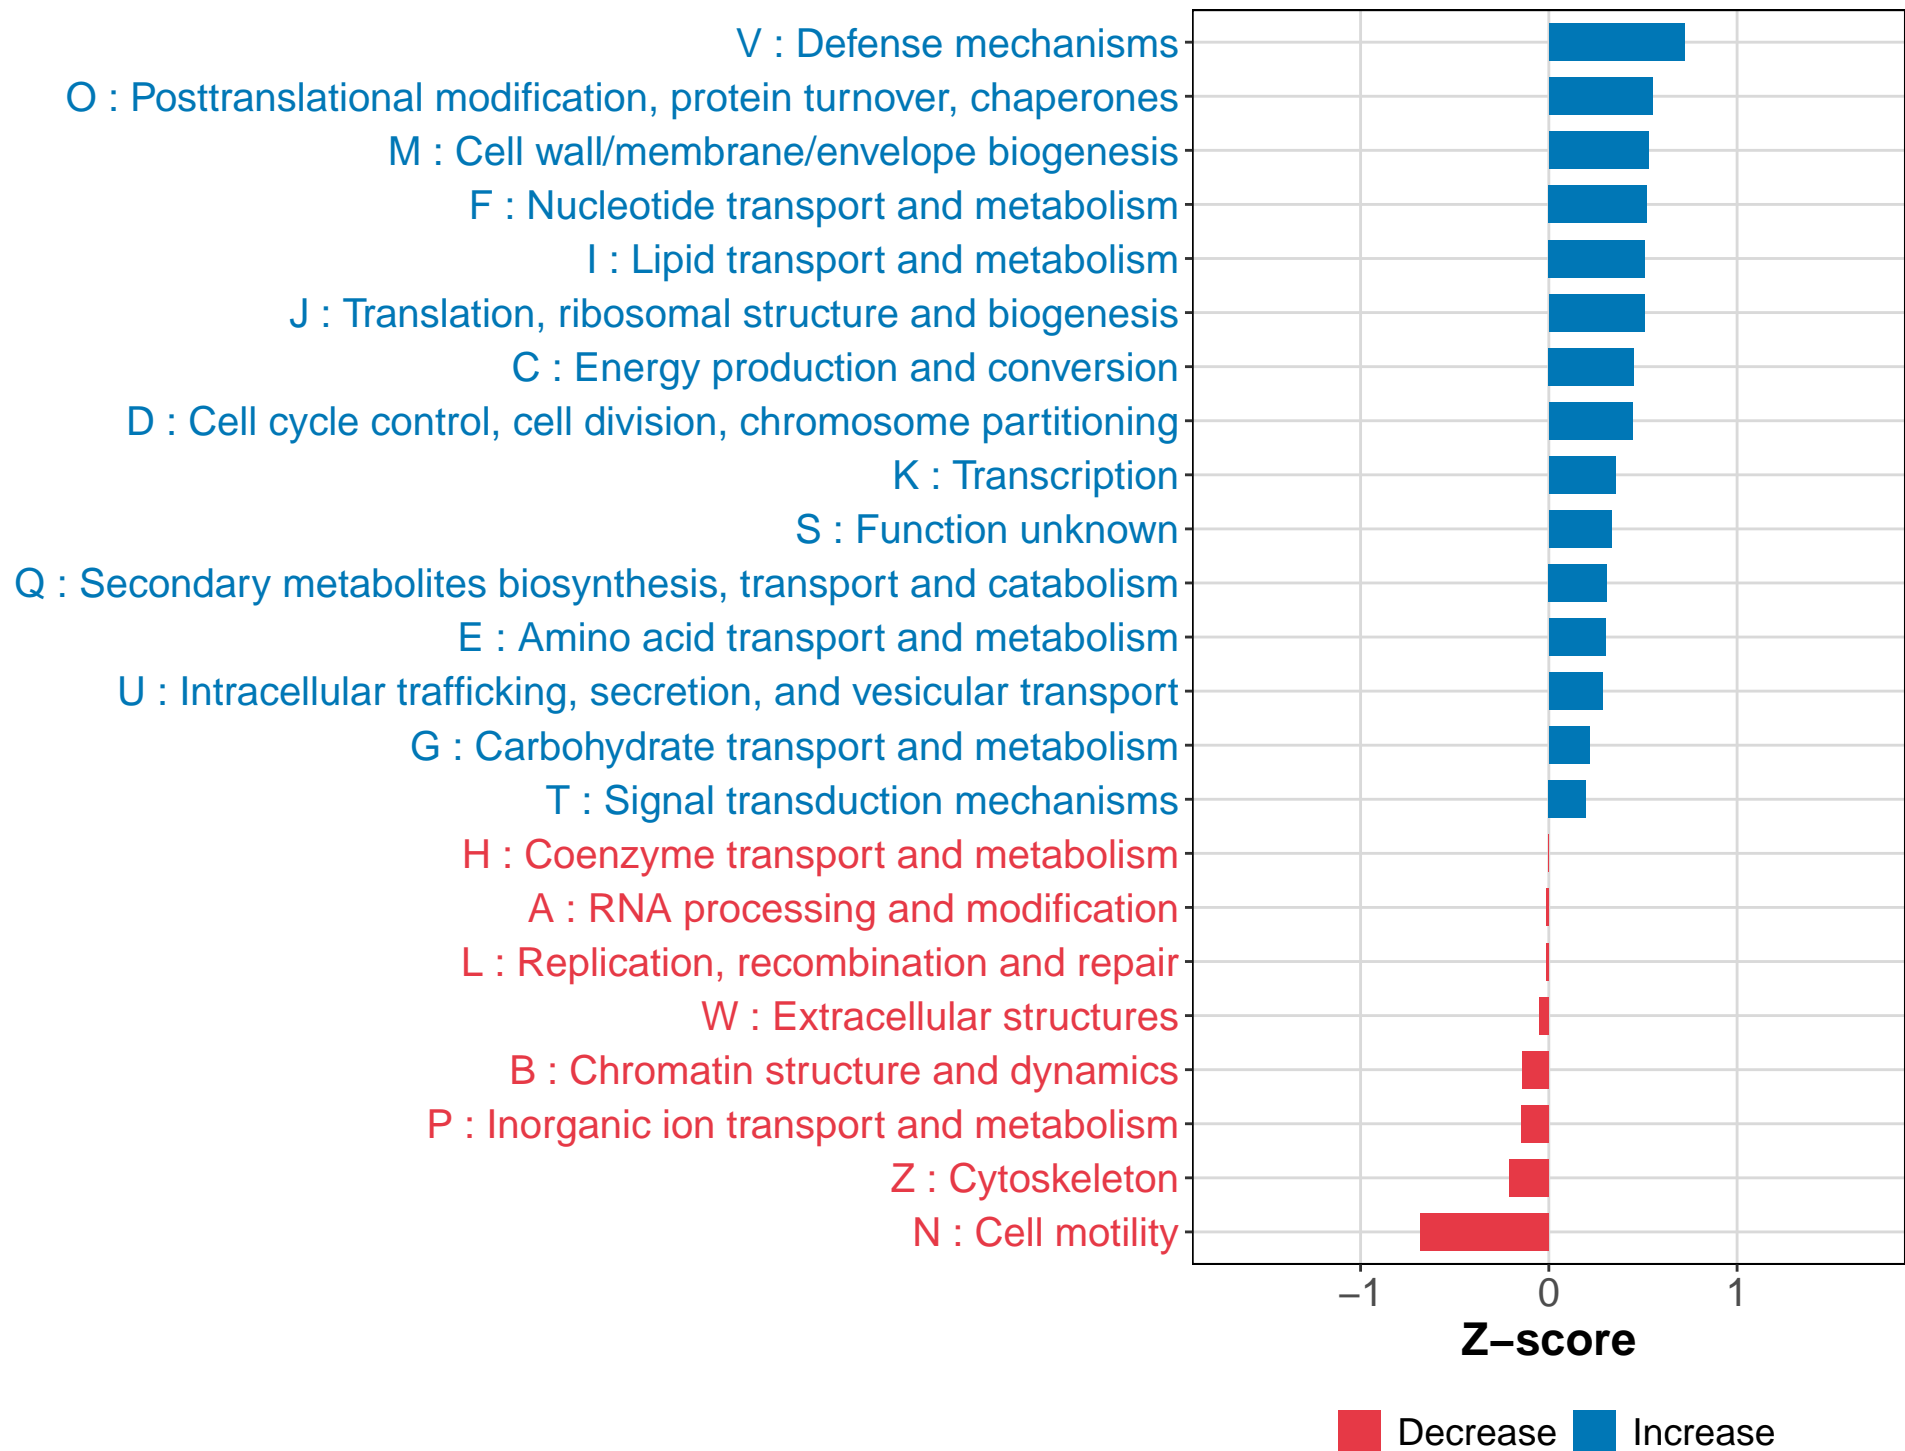 V : Defense mechanisms
O : Posttranslational modification, protein turnover, chaperones
M : Cell wall/membrane/envelope biogenesis
F : Nucleotide transport and metabolism
I : Lipid transport and metabolism
J : Translation, ribosomal structure and biogenesis
C : Energy production and conversion
D : Cell cycle control, cell division, chromosome partitioning
K : Transcription
S : Function unknown
Q : Secondary metabolites biosynthesis, transport and catabolism
E : Amino acid transport and metabolism
U : Intracellular trafficking, secretion, and vesicular transport
G : Carbohydrate transport and metabolism
T : Signal transduction mechanisms
H : Coenzyme transport and metabolism
A : RNA processing and modification
L : Replication, recombination and repair
W : Extracellular structures
B : Chromatin structure and dynamics
P : Inorganic ion transport and metabolism
Z : Cytoskeleton
N : Cell motility
−1 0 1
Z−score
Decrease Increase